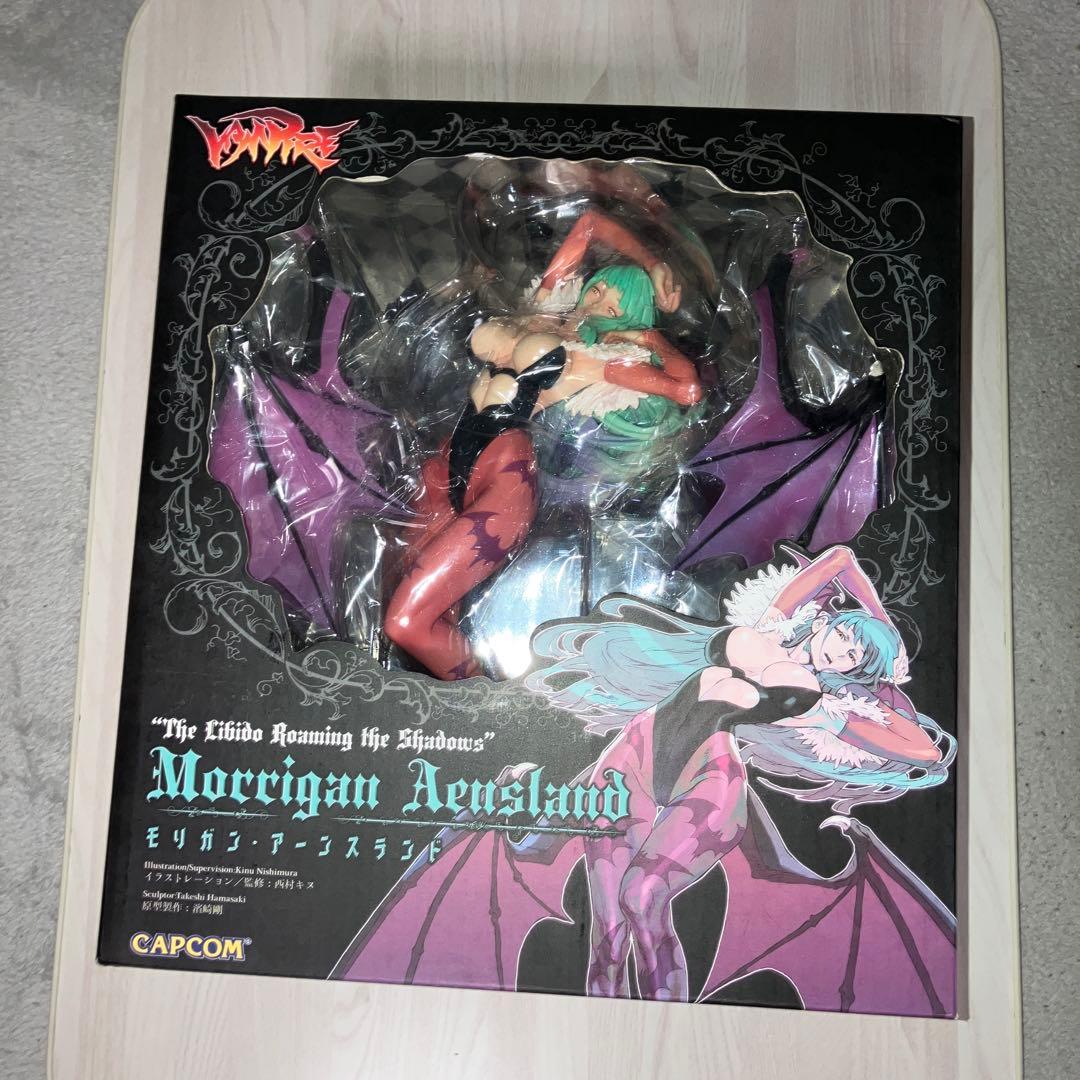 VAMPIRE
"The Libido Roaming the Shadows"
Morrigan Aensland
モリガン・アーンスランド
Illustration/Supervision:Kinu Nishimura
イラストレーション／監修：西村キヌ
Sculptor:Takeshi Hamasaki
原型製作：濱崎剛
CAPCOM®